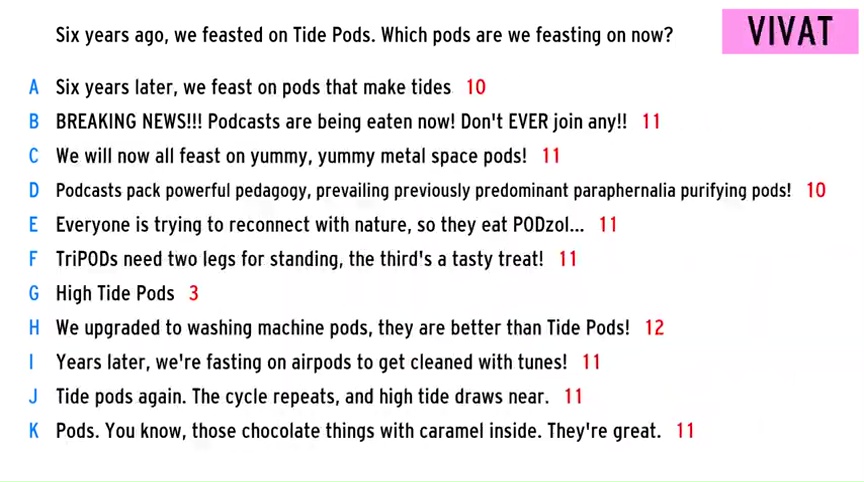 Six years ago, we feasted on Tide Pods. Which pods are we feasting on now?
VIVAT
A Six years later, we feast on pods that make tides 10
B BREAKING NEWS!!! Podcasts are being eaten now! Don't EVER join any!! 11
C We will now all feast on yummy, yummy metal space pods! 11
D Podcasts pack powerful pedagogy, prevailing previously predominant paraphernalia purifying pods! 10
E Everyone is trying to reconnect with nature, so they eat PODzol... 11
F TriPODs need two legs for standing, the third's a tasty treat! 11
G High Tide Pods 3
H We upgraded to washing machine pods, they are better than Tide Pods! 12
I Years later, we're fasting on airpods to get cleaned with tunes! 11
J Tide pods again. The cycle repeats, and high tide draws near. 11
K Pods. You know, those chocolate things with caramel inside. They're great. 11